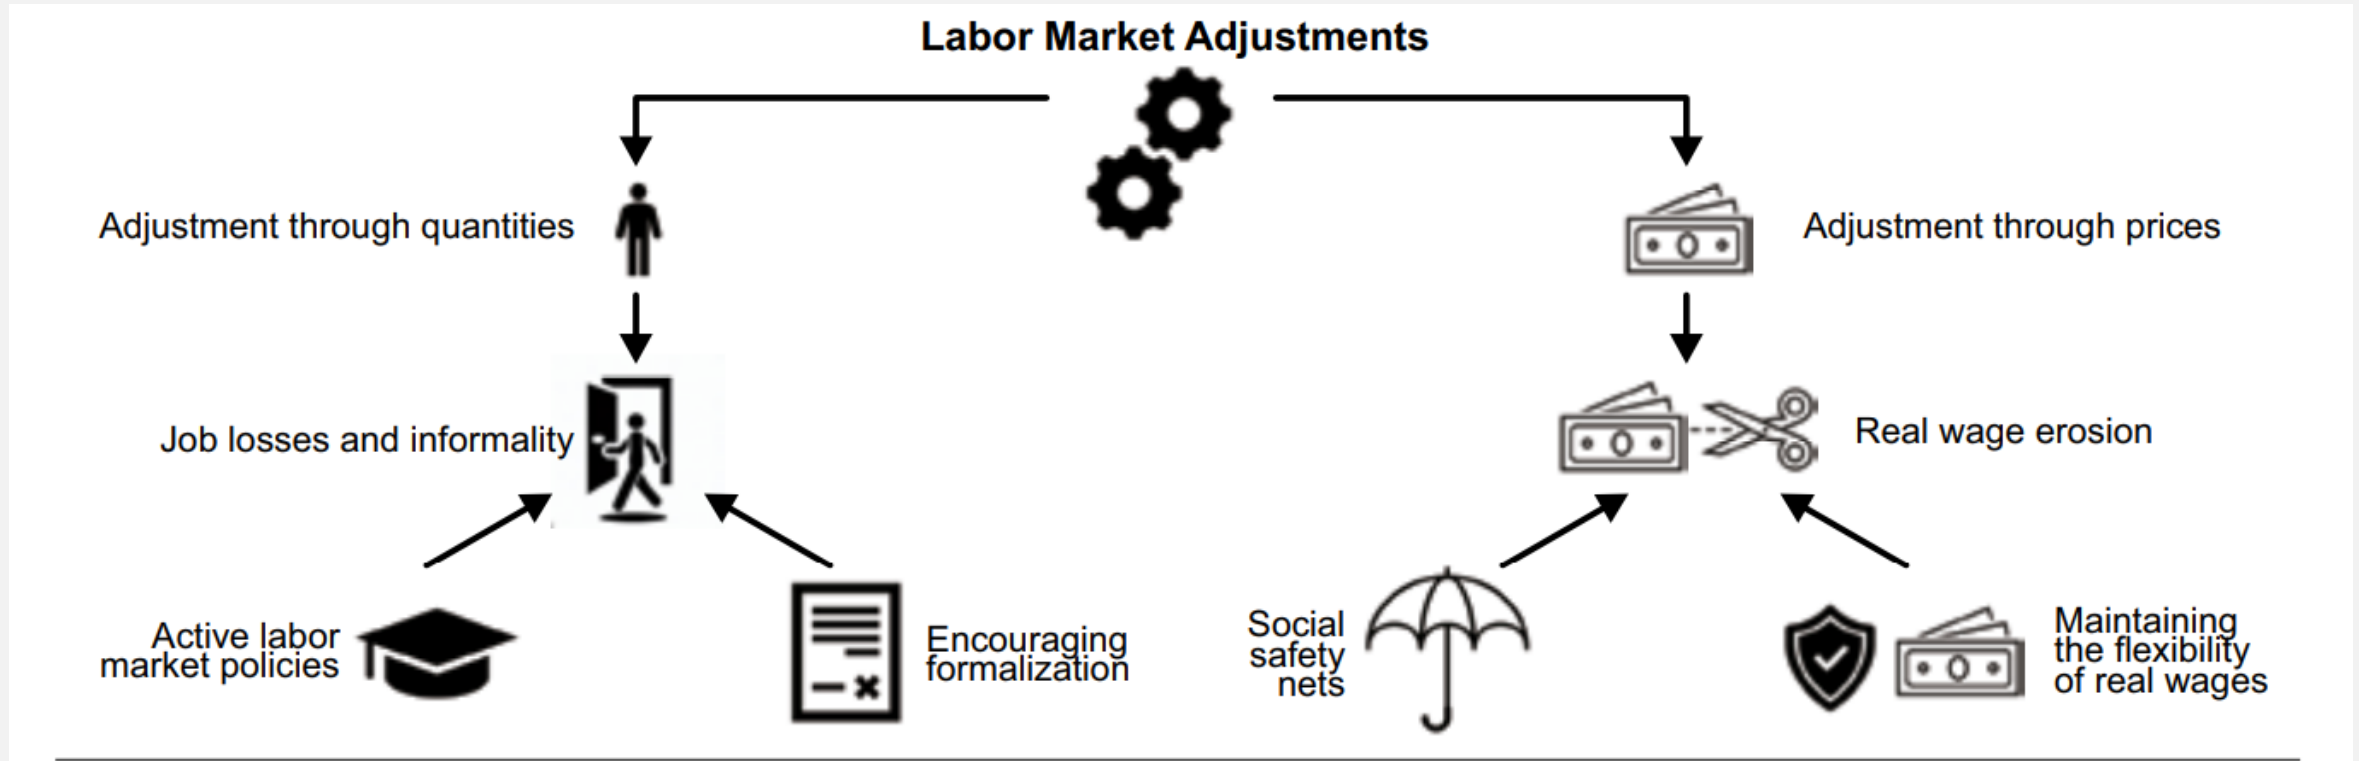 Labor Market Adjustments
Adjustment through quantities
Adjustment through prices
Job losses and informality
Real wage erosion
Active labor
market policies
Encouraging
formalization
Social
safety
nets
Maintaining
the flexibility
of real wages